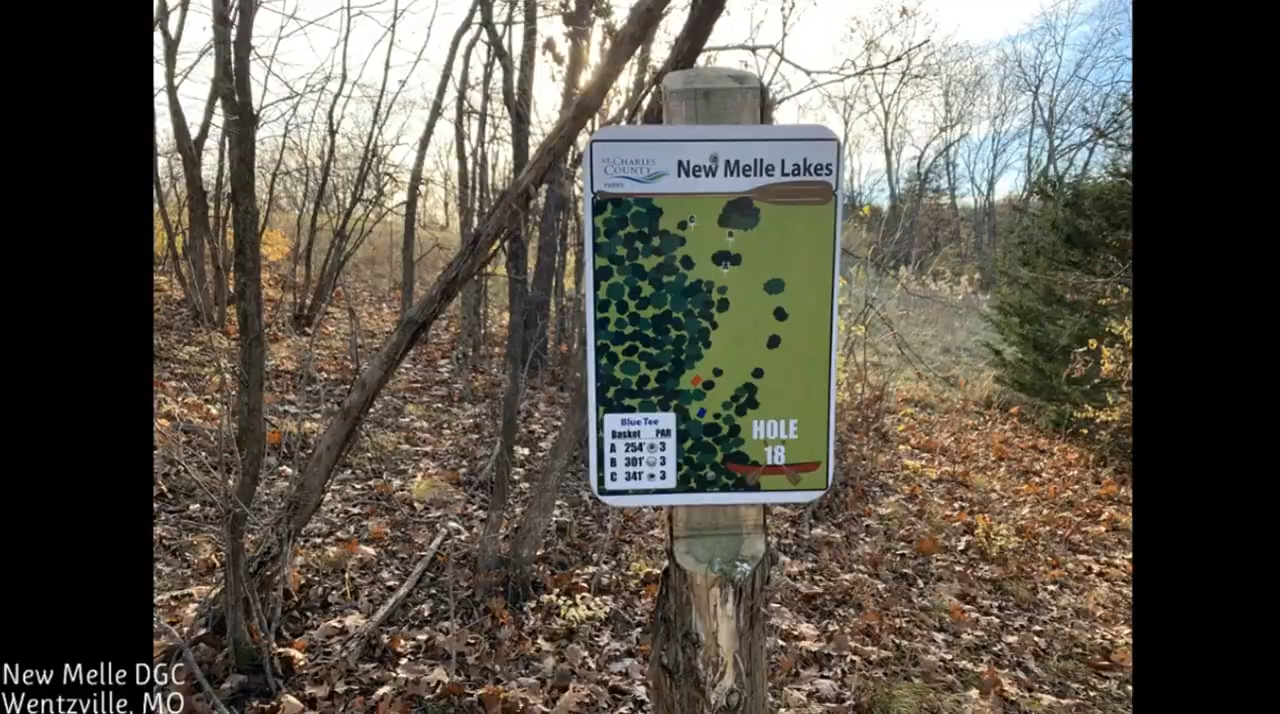 ST. CHARLES
COUNTY
PARKS
New Melle Lakes
Blue Tee
Basket PAR
A 254' 3
B 301' 3
C 341' 3
HOLE
18
New Melle DGC
Wentzville, MO